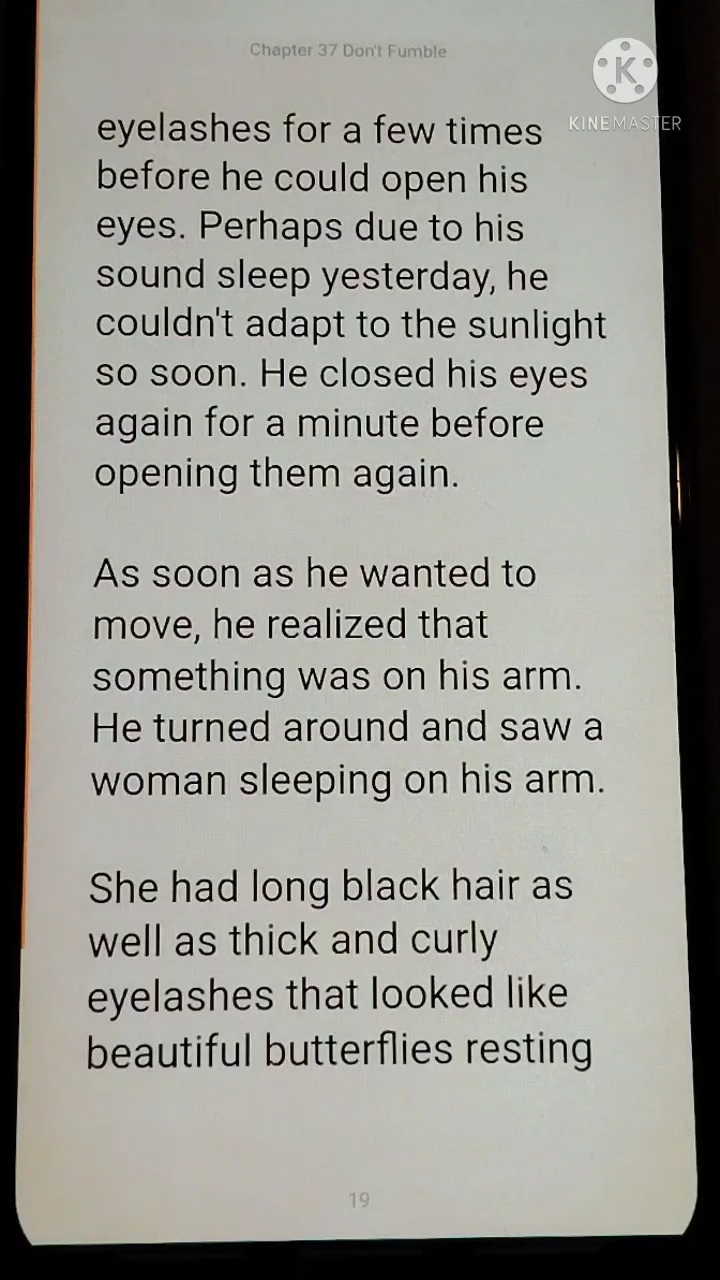 Chapter 37 Don't Fumble
K
KINEMASTER
eyelashes for a few times
before he could open his
eyes. Perhaps due to his
sound sleep yesterday, he
couldn't adapt to the sunlight
so soon. He closed his eyes
again for a minute before
opening them again.
As soon as he wanted to
move, he realized that
something was on his arm.
He turned around and saw a
woman sleeping on his arm.
She had long black hair as
well as thick and curly
eyelashes that looked like
beautiful butterflies resting
19